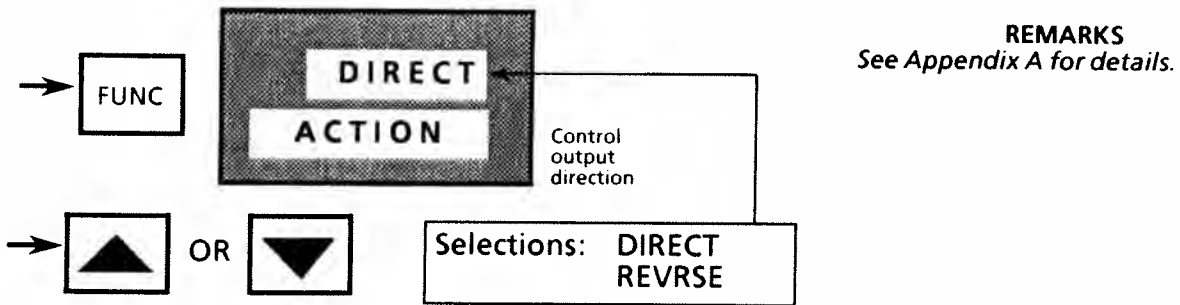 REMARKS
See Appendix A for details.
FUNC
DIRECT
ACTION
Control
output
direction
OR
Selections: DIRECT
REVRSE